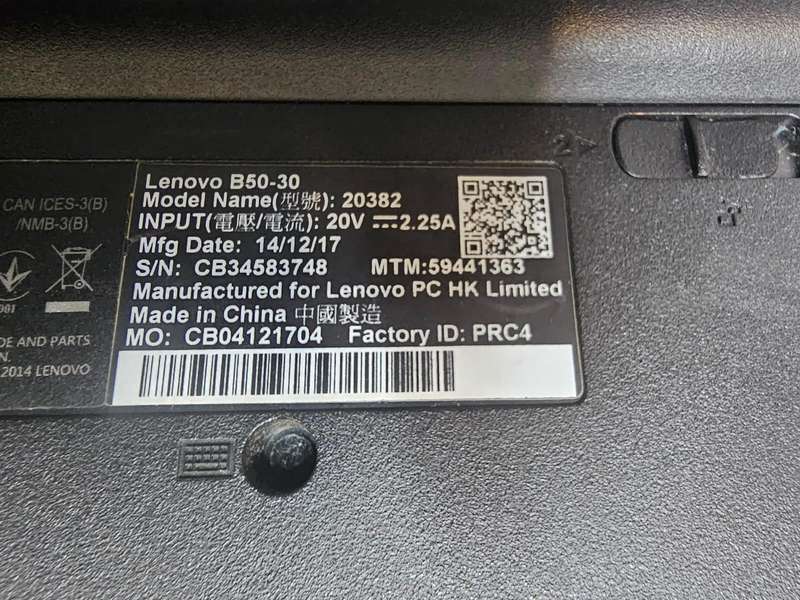 Lenovo B50-30
Model Name(型號): 20382
INPUT(電壓/電流): 20V ⎓2.25A
Mfg Date: 14/12/17
S/N: CB34583748 MTM:59441363
Manufactured for Lenovo PC HK Limited
Made in China 中國製造
MO: CB04121704 Factory ID: PRC4
CAN ICES-3(B)
/NMB-3(B)
DE AND PARTS
N.
2014 LENOVO
2